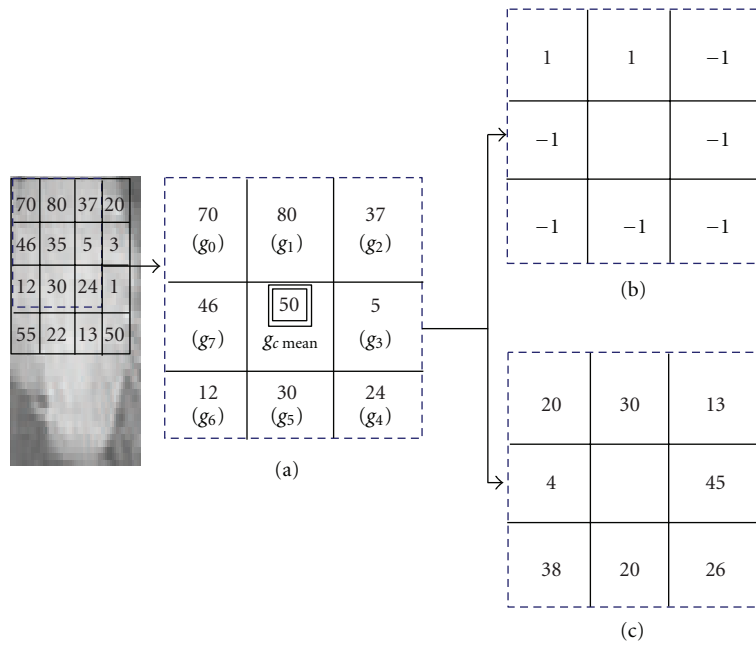 70 80 37 20
46 35 5 3
12 30 24 1
55 22 13 50
70 80 37
(g0) (g1) (g2)
46 50 5
(g7) gc mean (g3)
12 30 24
(g6) (g5) (g4)
(a)
1 1 −1
−1 −1
−1 −1 −1
(b)
20 30 13
4 45
38 20 26
(c)